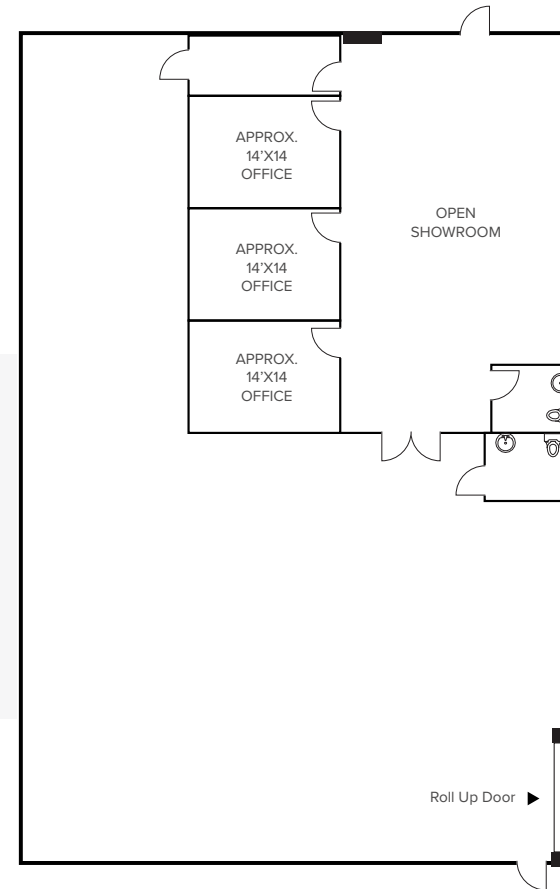 APPROX.
14'X14
OFFICE
OPEN
SHOWROOM
APPROX.
14'X14
OFFICE
APPROX.
14'X14
OFFICE
Roll Up Door